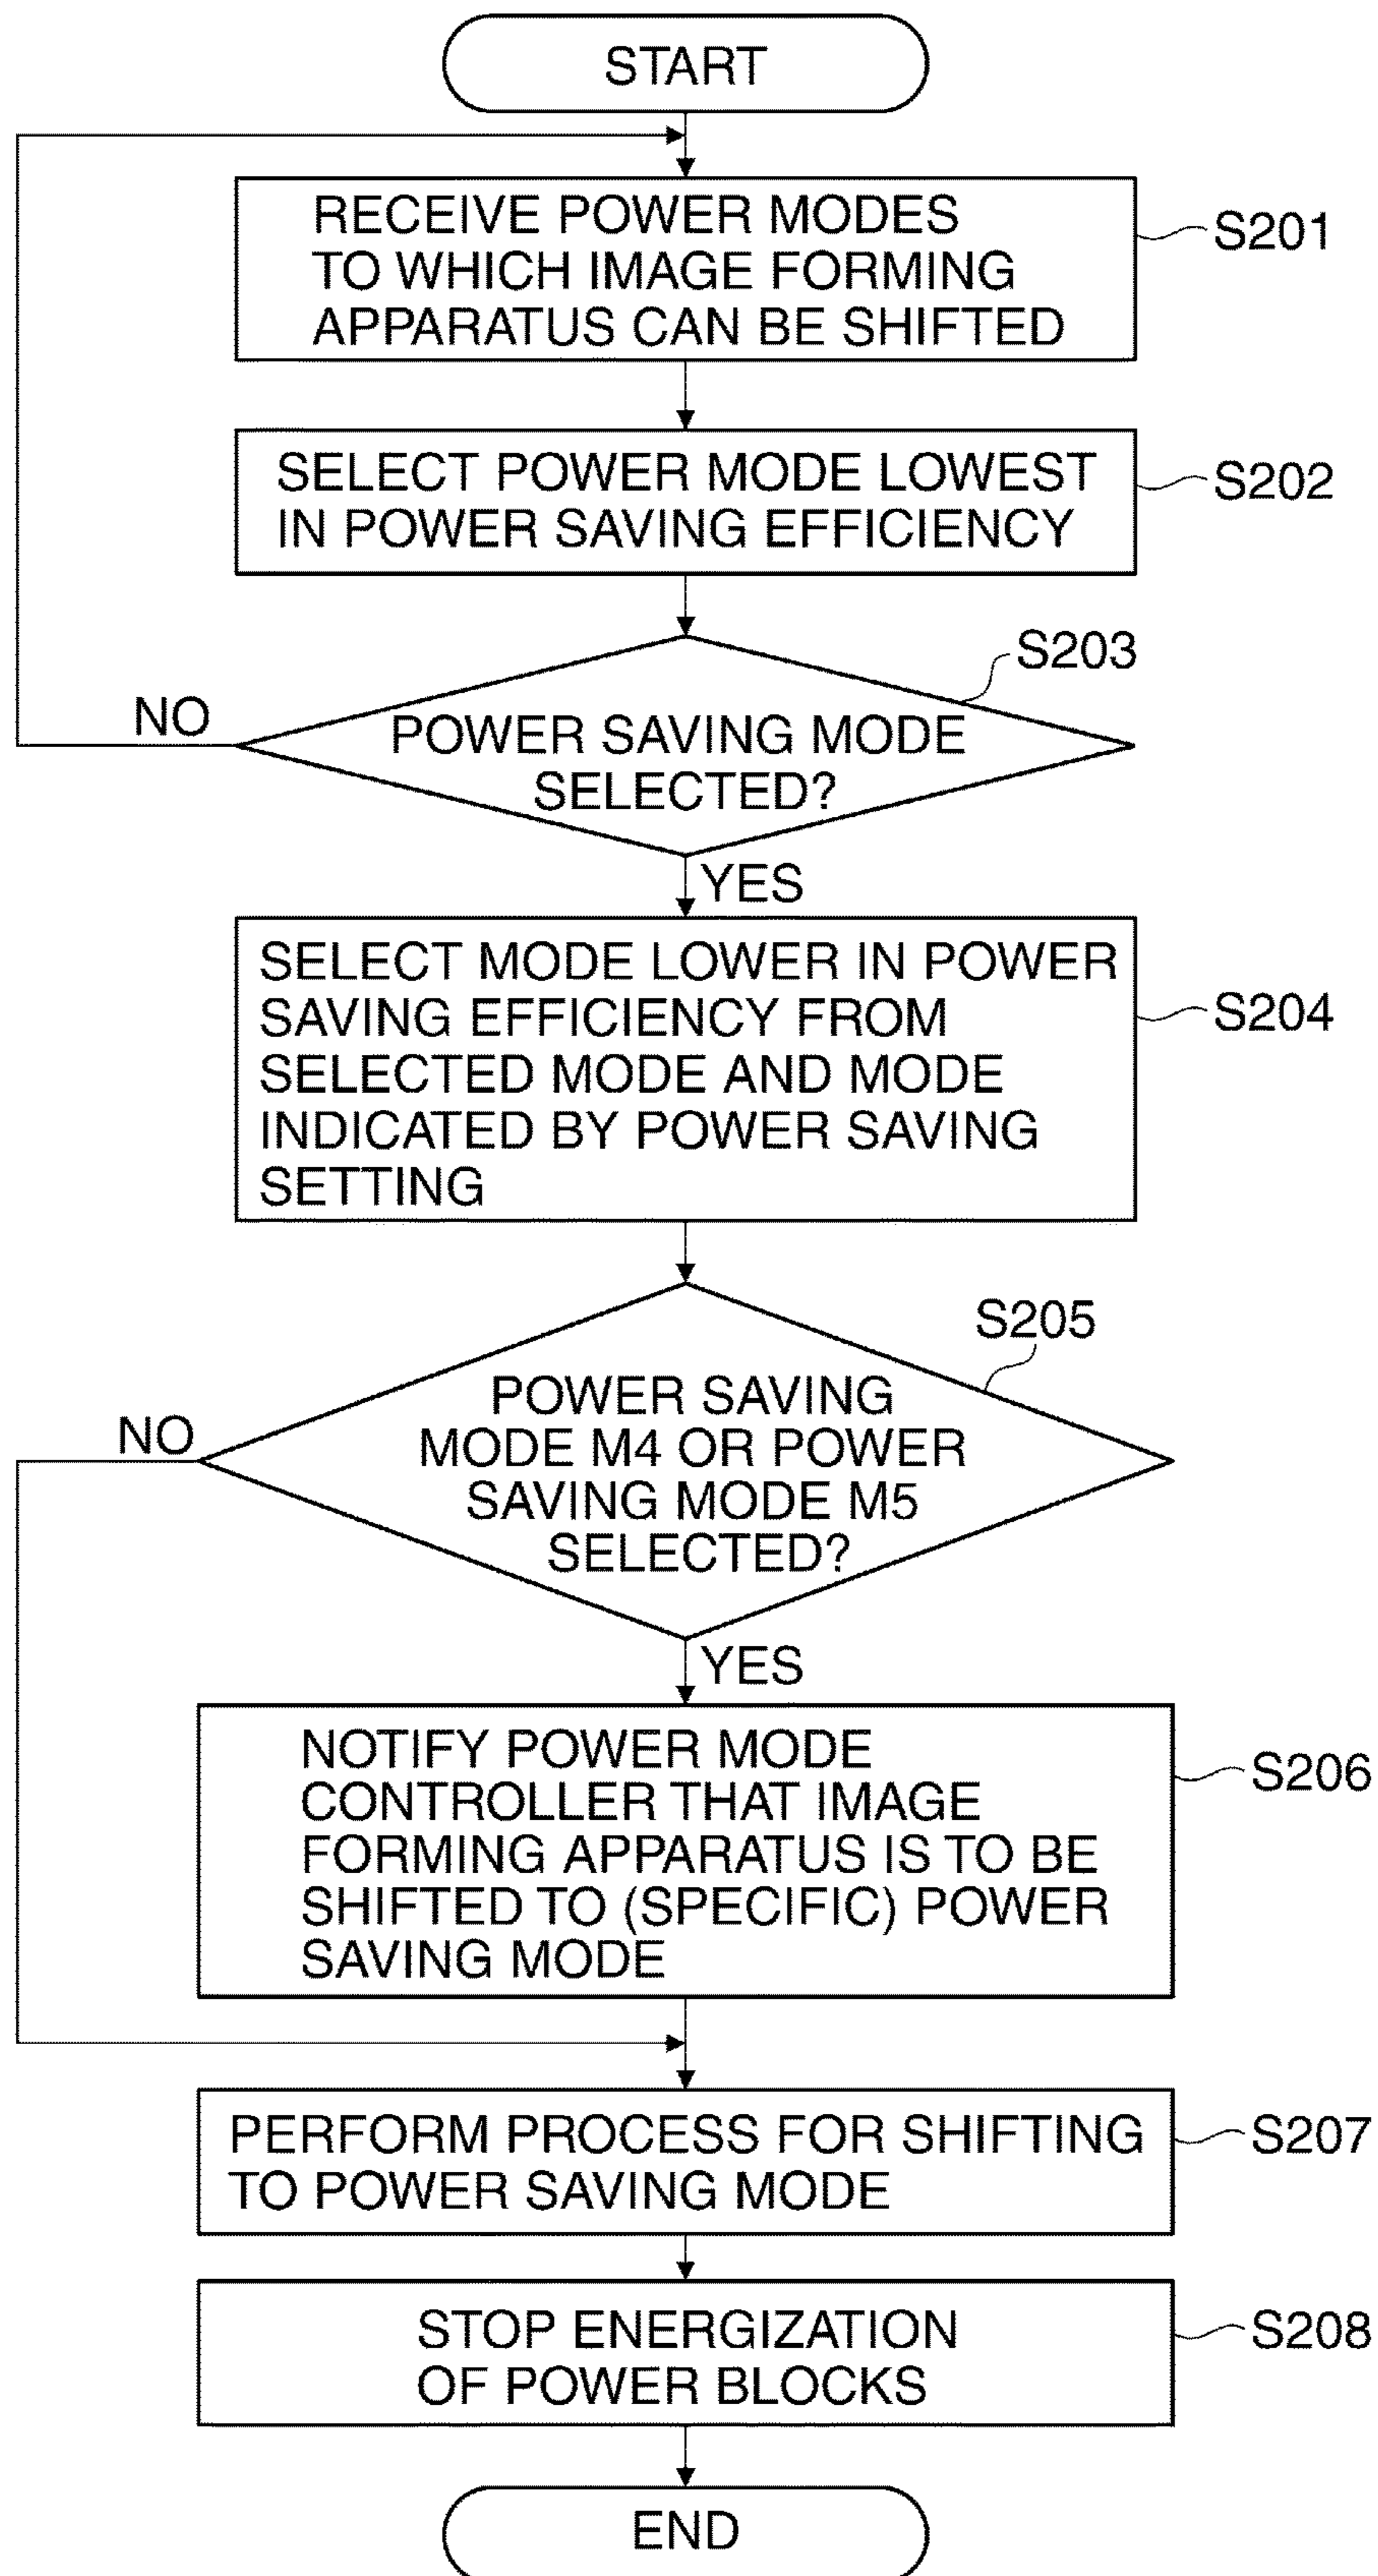 START
RECEIVE POWER MODES
TO WHICH IMAGE FORMING
APPARATUS CAN BE SHIFTED
S201
SELECT POWER MODE LOWEST
IN POWER SAVING EFFICIENCY
S202
S203
NO
POWER SAVING MODE
SELECTED?
YES
SELECT MODE LOWER IN POWER
SAVING EFFICIENCY FROM
SELECTED MODE AND MODE
INDICATED BY POWER SAVING
SETTING
S204
S205
NO
POWER SAVING
MODE M4 OR POWER
SAVING MODE M5
SELECTED?
YES
NOTIFY POWER MODE
CONTROLLER THAT IMAGE
FORMING APPARATUS IS TO BE
SHIFTED TO (SPECIFIC) POWER
SAVING MODE
S206
PERFORM PROCESS FOR SHIFTING
TO POWER SAVING MODE
S207
STOP ENERGIZATION
OF POWER BLOCKS
S208
END